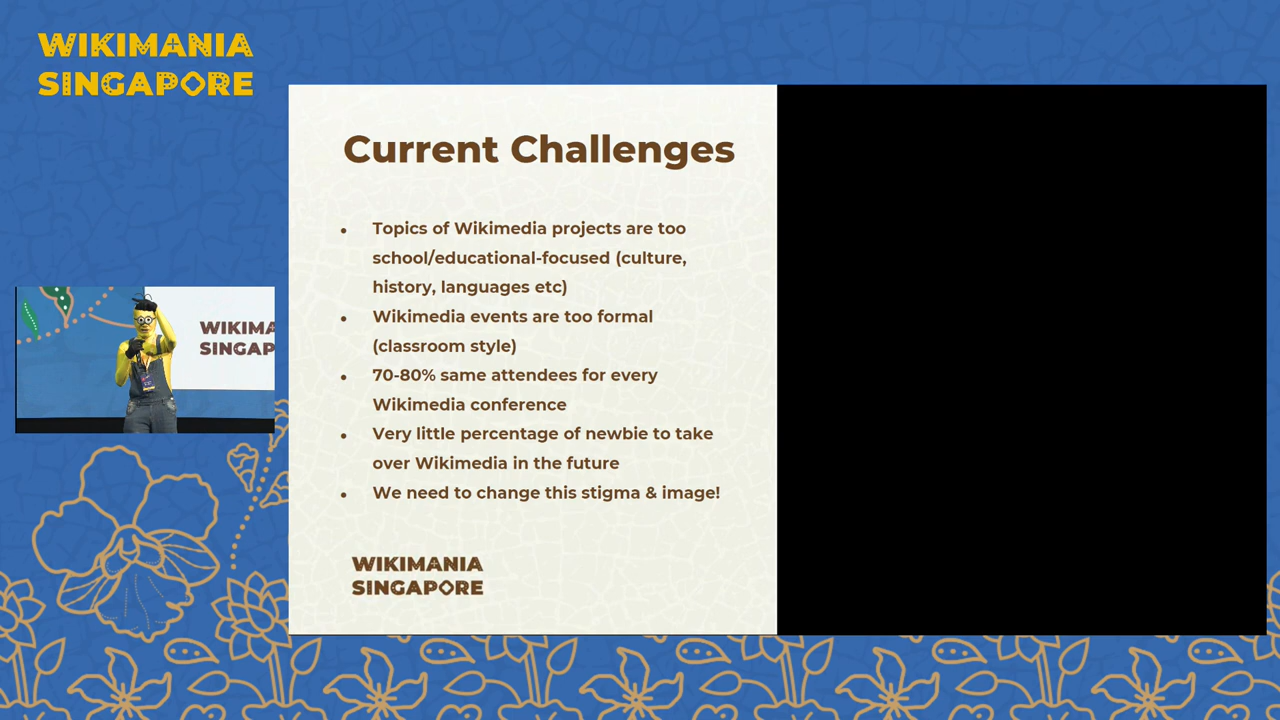 WIKIMANIA
SINGAPORE
Current Challenges
• Topics of Wikimedia projects are too
school/educational-focused (culture,
history, languages etc)
• Wikimedia events are too formal
(classroom style)
• 70-80% same attendees for every
Wikimedia conference
• Very little percentage of newbie to take
over Wikimedia in the future
• We need to change this stigma & image!
WIKIMA
SINGAP
WIKIMANIA
SINGAPORE